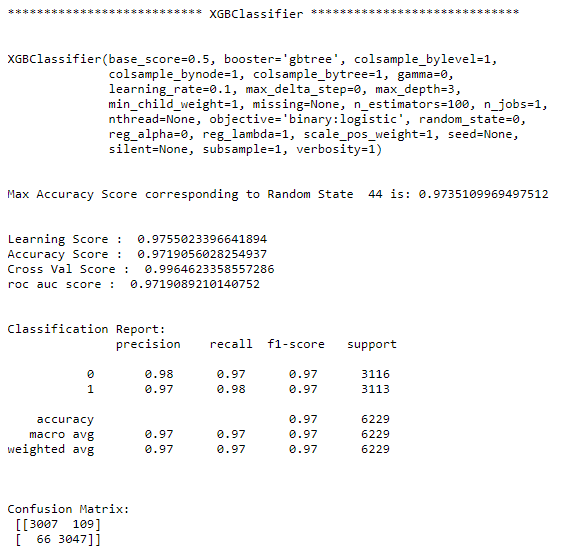 *************************** XGBClassifier *****************************
XGBClassifier(base_score=0.5, booster='gbtree', colsample_bylevel=1,
colsample_bynode=1, colsample_bytree=1, gamma=0,
learning_rate=0.1, max_delta_step=0, max_depth=3,
min_child_weight=1, missing=None, n_estimators=100, n_jobs=1,
nthread=None, objective='binary:logistic', random_state=0,
reg_alpha=0, reg_lambda=1, scale_pos_weight=1, seed=None,
silent=None, subsample=1, verbosity=1)
Max Accuracy Score corresponding to Random State  44 is: 0.9735109969497512
Learning Score :  0.9755023396641894
Accuracy Score :  0.9719056028254937
Cross Val Score :  0.9964623358557286
roc auc score :  0.9719089210140752
Classification Report:
precision    recall  f1-score   support
0       0.98      0.97      0.97      3116
1       0.97      0.98      0.97      3113
accuracy                           0.97      6229
macro avg       0.97      0.97      0.97      6229
weighted avg       0.97      0.97      0.97      6229
Confusion Matrix:
[[3007  109]
[  66 3047]]